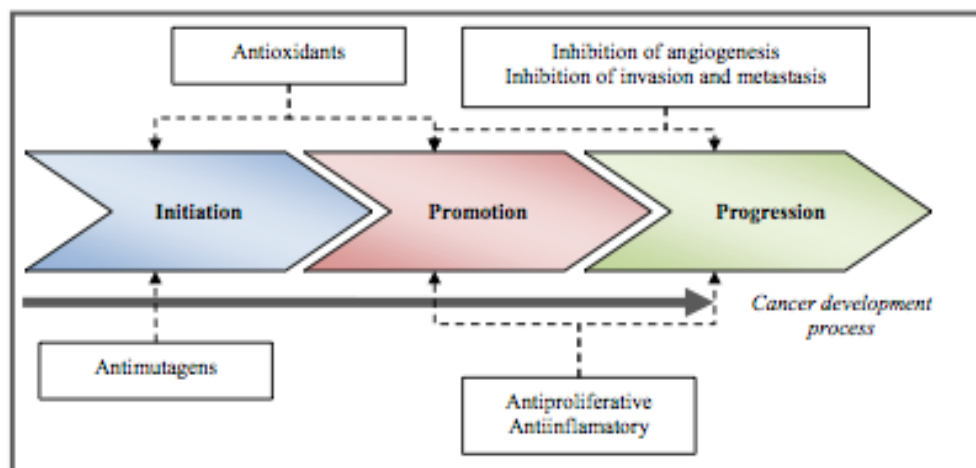 Antioxidants
Inhibition of angiogenesis
Inhibition of invasion and metastasis
Initiation
Promotion
Progression
Cancer development
process
Antimutagens
Antiproliferative
Antiinflamatory